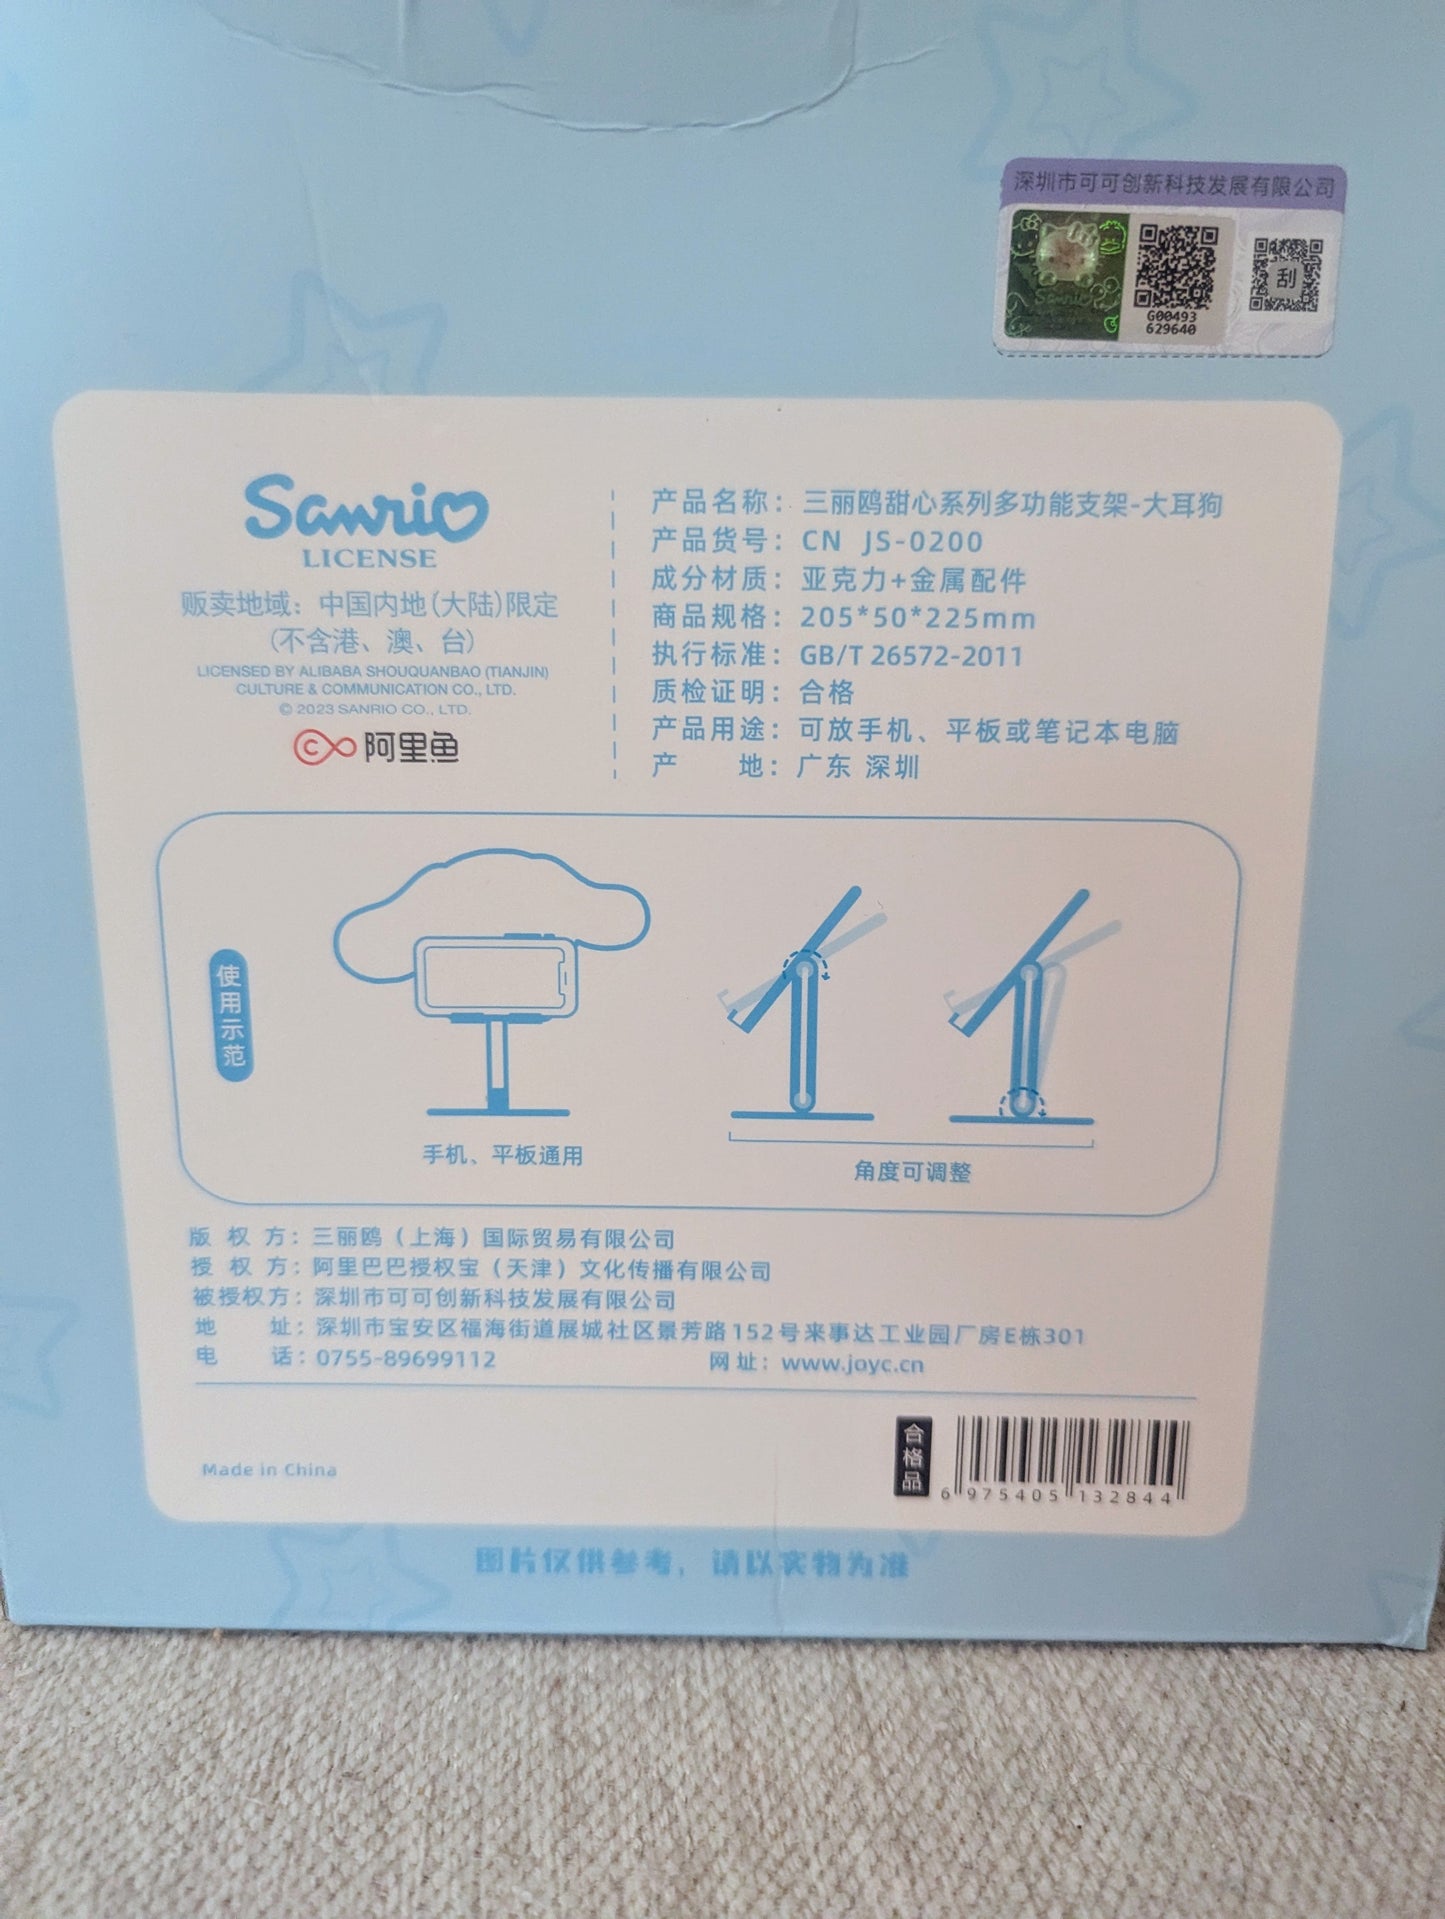 深圳市可可创新科技发展有限公司
Sanrio
刮
G00493
629640
Sanrio
LICENSE
贩卖地域：中国内地(大陆)限定
(不含港、澳、台)
LICENSED BY ALIBABA SHOUQUANBAO (TIANJIN)
CULTURE & COMMUNICATION CO., LTD.
© 2023 SANRIO CO., LTD.
阿里鱼
产品名称：三丽鸥甜心系列多功能支架-大耳狗
产品货号：CN JS-0200
成分材质：亚克力+金属配件
商品规格：205*50*225mm
执行标准：GB/T 26572-2011
质检证明：合格
产品用途：可放手机、平板或笔记本电脑
产 地：广东 深圳
使用示范
手机、平板通用
角度可调整
版 权 方：三丽鸥（上海）国际贸易有限公司
授 权 方：阿里巴巴授权宝（天津）文化传播有限公司
被授权方：深圳市可可创新科技发展有限公司
地 址：深圳市宝安区福海街道展城社区景芳路152号来事达工业园厂房E栋301
电 话：0755-89699112 网址：www.joyc.cn
Made in China
合格品
6 975405 132844
图片仅供参考，请以实物为准